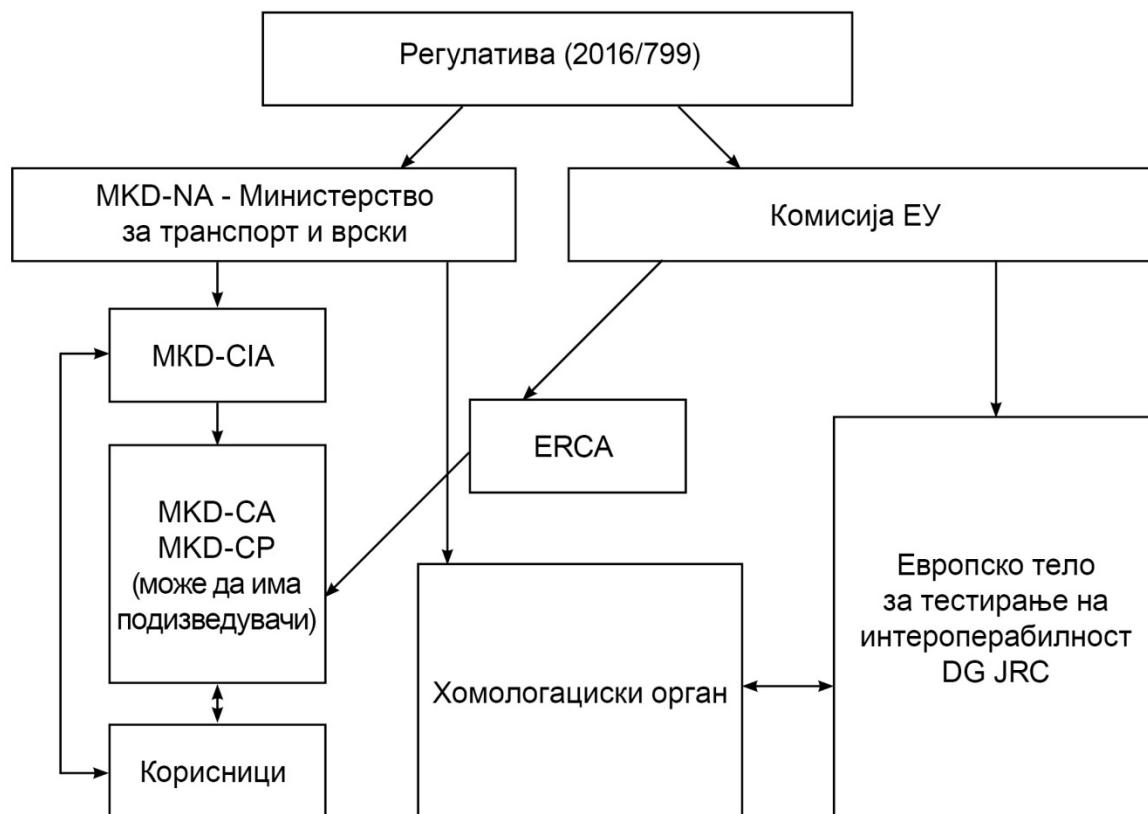 Регулатива (2016/799)
MKD-NA - Министерство
за транспорт и врски
Комисија ЕУ
MKD-CIA
ERCA
MKD-CA
MKD-CP
(може да има
подизведувачи)
Европско тело
за тестирање на
интероперабилност
DG JRC
Хомологациски орган
Корисници